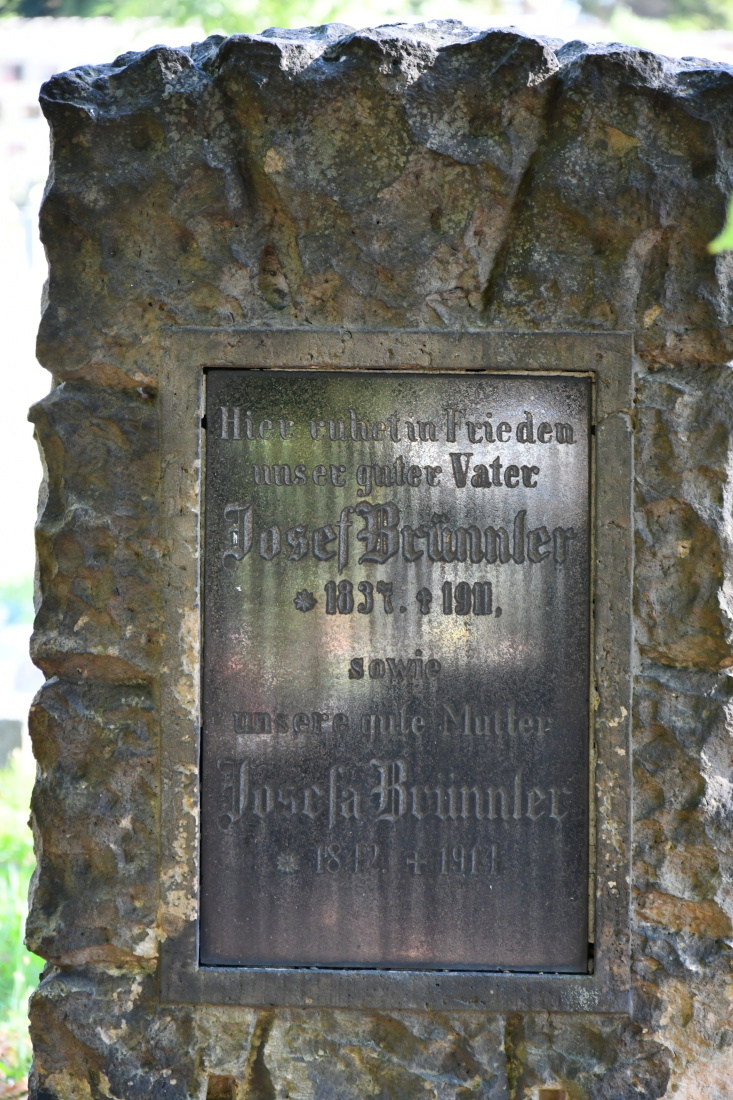 Hier ruhet in Frieden
unser guter Vater
Josef Brünnler
* 1837. † 1911,
sowie
unsere gute Mutter
Josefa Brünnler
* 1842. † 1914